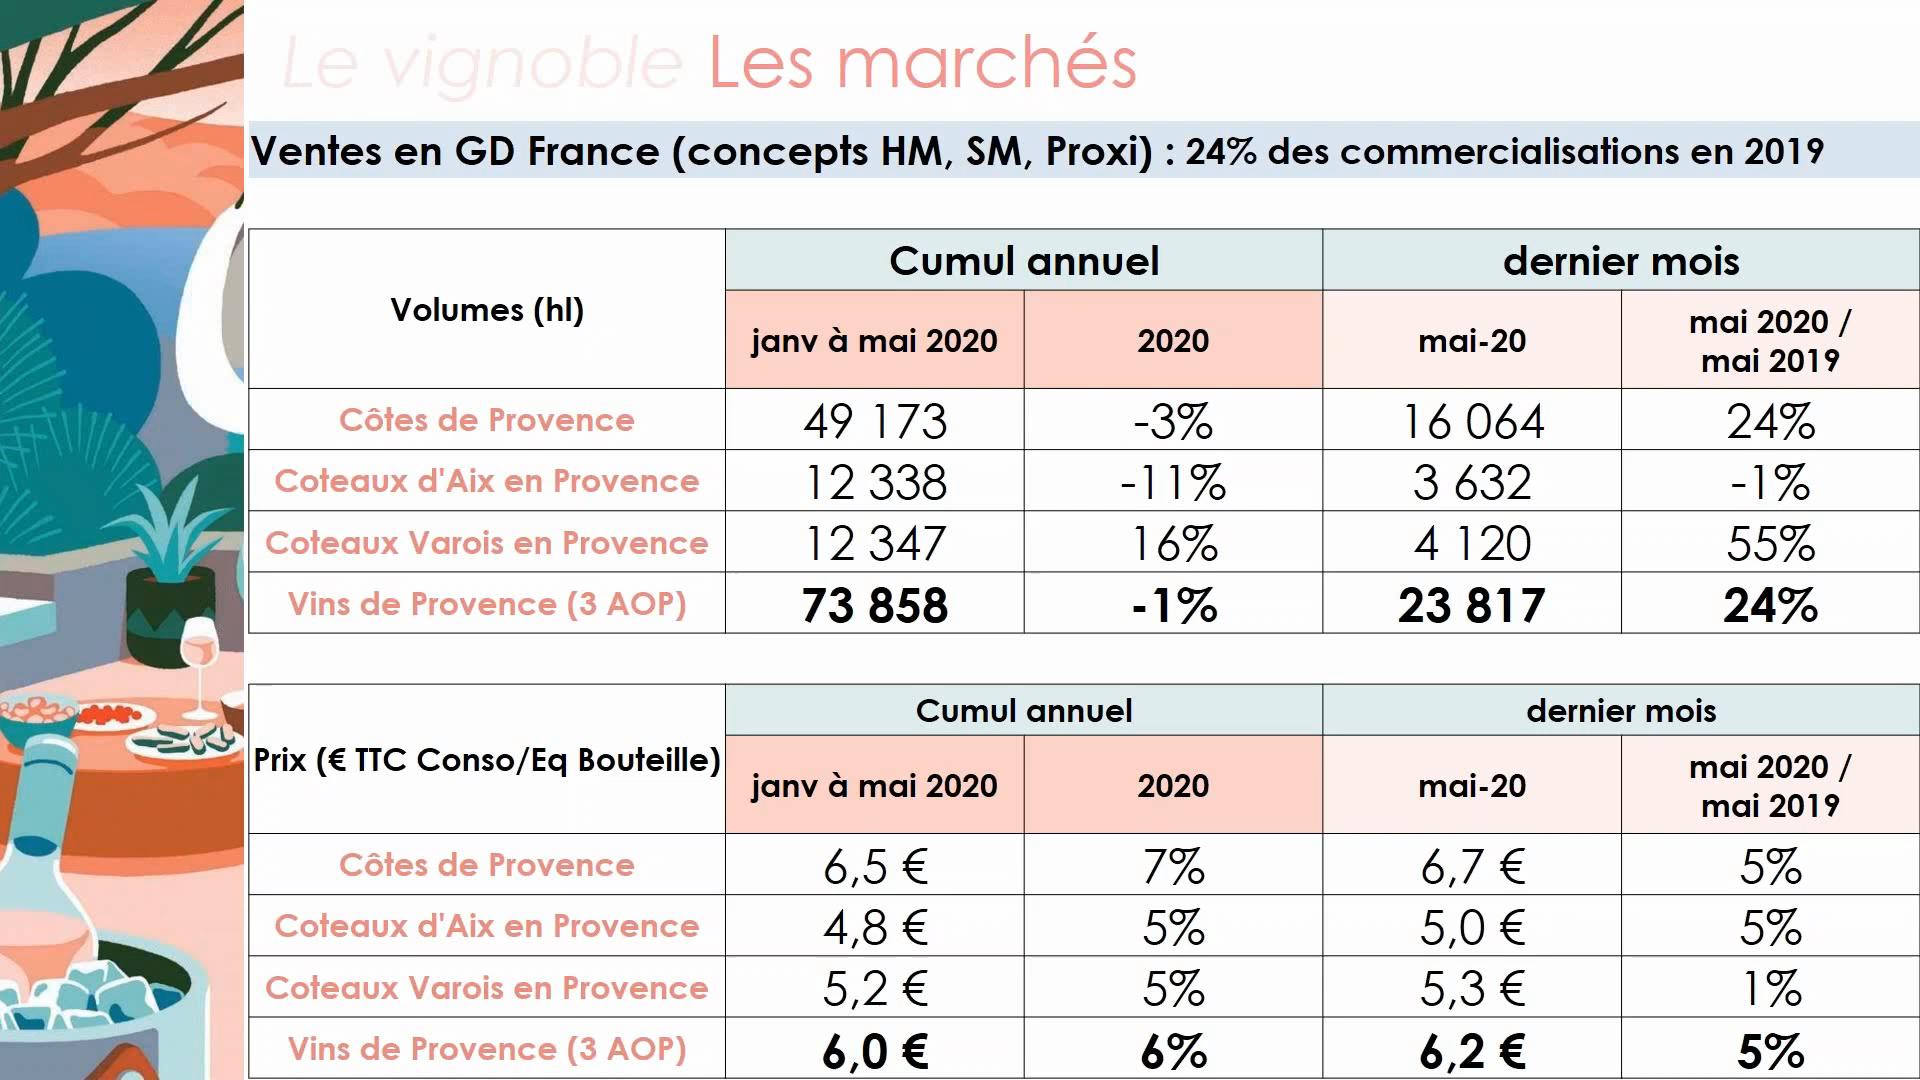 Le vignoble Les marchés
Ventes en GD France (concepts HM, SM, Proxi) : 24% des commercialisations en 2019
Volumes (hl)
Cumul annuel
dernier mois
janv à mai 2020
2020
mai-20
mai 2020 /
mai 2019
Côtes de Provence
49 173
-3%
16 064
24%
Coteaux d'Aix en Provence
12 338
-11%
3 632
-1%
Coteaux Varois en Provence
12 347
16%
4 120
55%
Vins de Provence (3 AOP)
73 858
-1%
23 817
24%
Prix (€ TTC Conso/Eq Bouteille)
Cumul annuel
dernier mois
janv à mai 2020
2020
mai-20
mai 2020 /
mai 2019
Côtes de Provence
6,5 €
7%
6,7 €
5%
Coteaux d'Aix en Provence
4,8 €
5%
5,0 €
5%
Coteaux Varois en Provence
5,2 €
5%
5,3 €
1%
Vins de Provence (3 AOP)
6,0 €
6%
6,2 €
5%